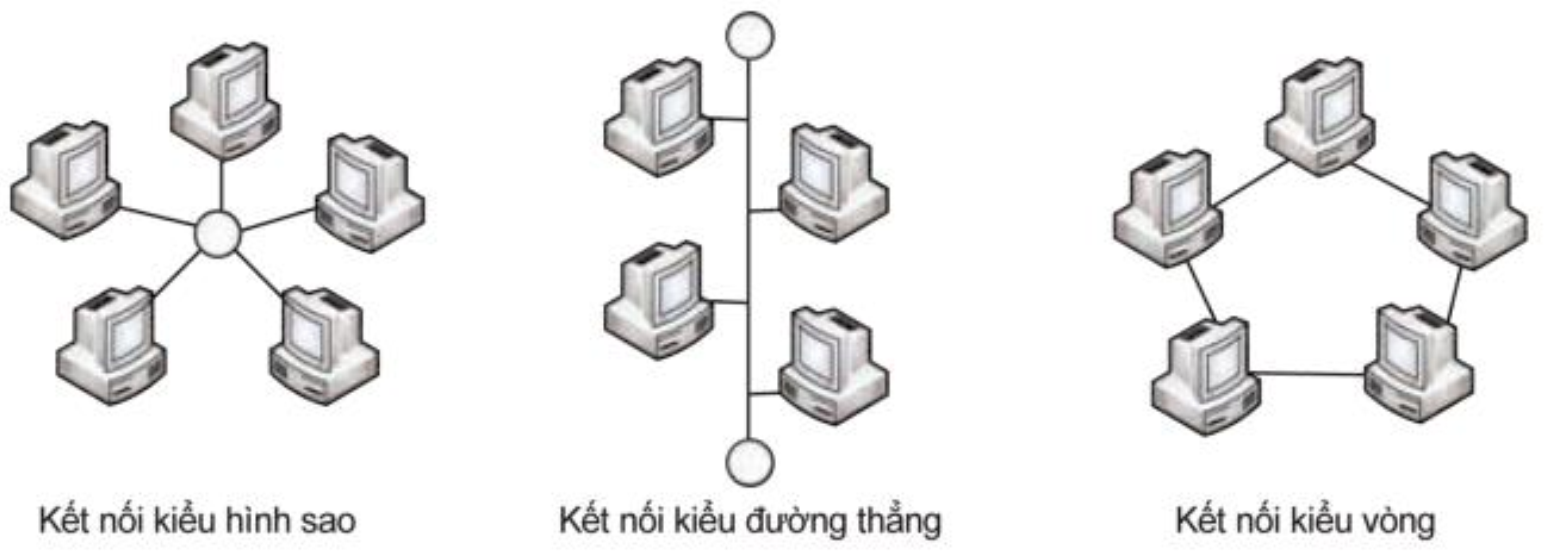 Kết nối kiểu hình sao
Kết nối kiểu đường thẳng
Kết nối kiểu vòng